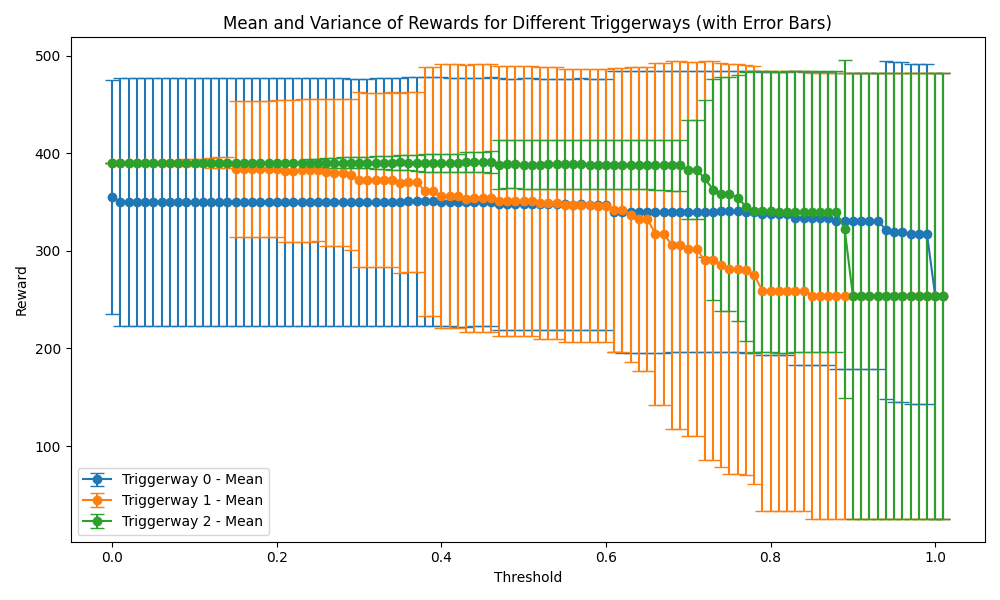 Mean and Variance of Rewards for Different Triggerways (with Error Bars)
500
400
300
200
100
Reward
0.0
0.2
0.4
0.6
0.8
1.0
Threshold
Triggerway 0 - Mean
Triggerway 1 - Mean
Triggerway 2 - Mean